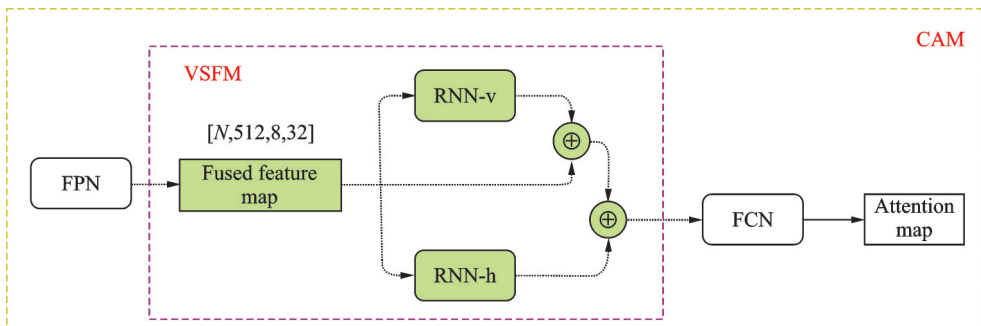 CAM
VSFM
RNN-v
[N,512,8,32]
⊕
FPN
Fused feature
map
⊕
FCN
Attention
map
RNN-h